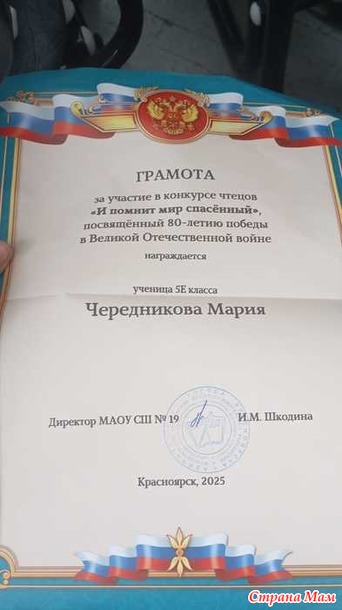 ГРАМОТА
за участие в конкурсе чтецов
«И помнит мир спасённый»,
посвящённый 80-летию победы
в Великой Отечественной войне
награждается
ученица 5Е класса
Чередникова Мария
Директор МАОУ СШ № 19 И.М. Шкодина
Красноярск, 2025
Страна Мам